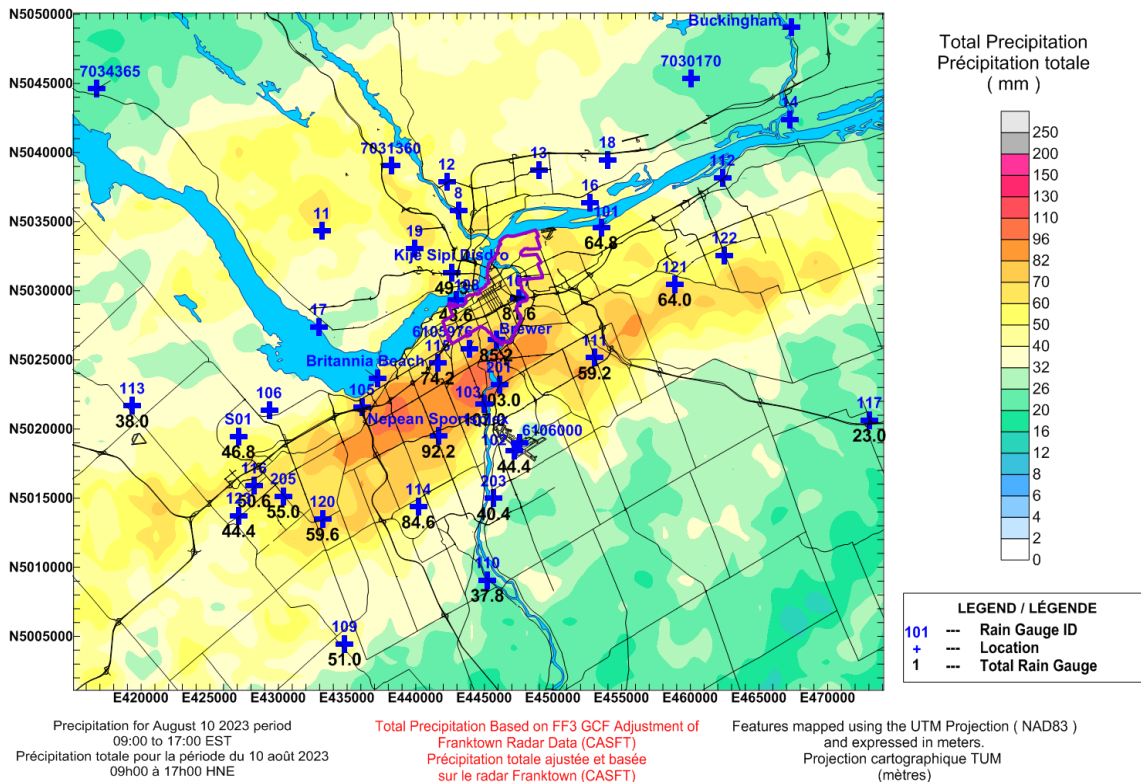 N5050000
N5045000
N5040000
N5035000
N5030000
N5025000
N5020000
N5015000
N5010000
N5005000
E420000
E425000
E430000
E435000
E440000
E445000
E450000
E455000
E460000
E465000
E470000
Buckingham
7034365
7030170
14
7031360
12
13
18
8
16
112
101
64.8
11
19
122
Kije Sipi Disdro
121
64.0
17
6105976
Brewer
85.2
Britannia Beach
74.2
111
59.2
201
105
103
113
38.0
106
Nepean Sportsplex
92.2
S01
46.8
102
6106000
44.4
117
23.0
116
205
55.0
44.4
120
59.6
114
84.6
203
40.4
110
37.8
109
51.0
Total Precipitation
Précipitation totale
( mm )
250
200
150
130
110
96
82
70
60
50
40
32
26
20
16
12
8
6
4
2
0
LEGEND / LÉGENDE
101 --- Rain Gauge ID
+ --- Location
1 --- Total Rain Gauge
Precipitation for August 10 2023 period
09:00 to 17:00 EST
Précipitation totale pour la période du 10 août 2023
09h00 à 17h00 HNE
Total Precipitation Based on FF3 GCF Adjustment of
Franktown Radar Data (CASFT)
Précipitation totale ajustée et basée
sur le radar Franktown (CASFT)
Features mapped using the UTM Projection ( NAD83 )
and expressed in meters.
Projection cartographique TUM
(mètres)